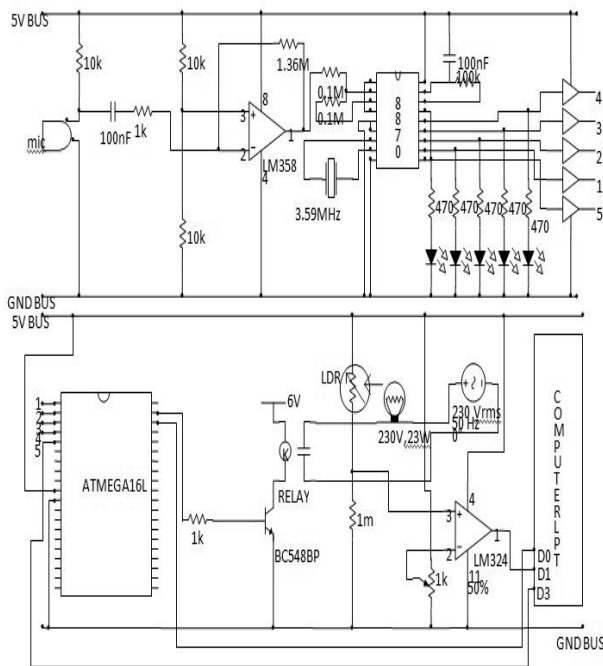 5V BUS
10k
10k
1.36M
100nF
100k
mic
100nF
1k
3
2
8
1
4
LM358
0.1M
0.1M
8
8
7
0
3.59MHz
10k
470
470
470
470
470
4
3
2
1
5
GND BUS
5V BUS
1
2
3
4
5
ATMEGA16L
6V
K
RELAY
1k
BC548BP
LDR
230V,23W
230 Vrms
50 Hz
0°
1m
3
2
4
1
11
LM324
1k
50%
COMPUTERLPT
D0
D1
D3
GND BUS